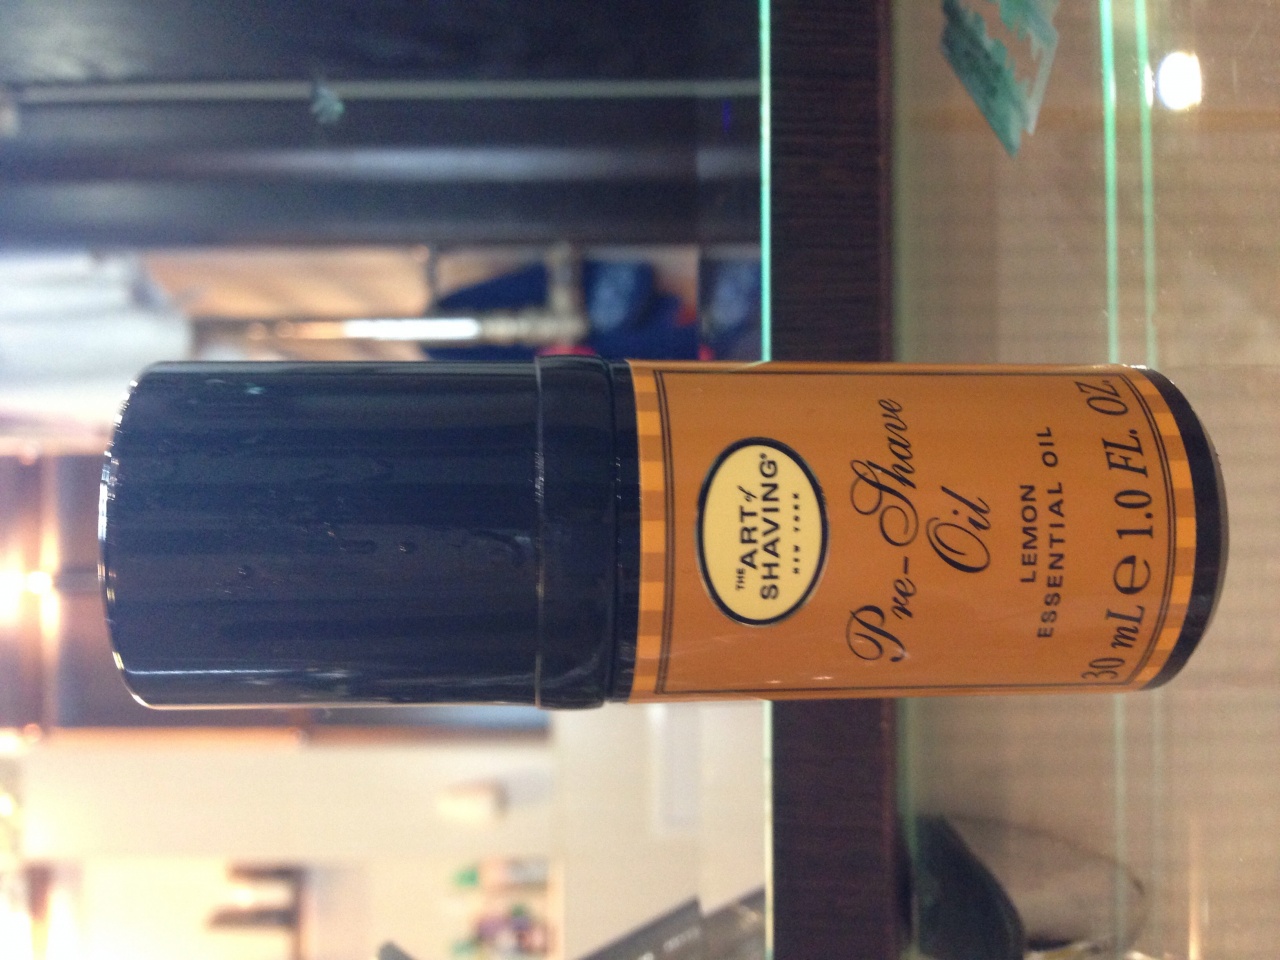 THE ART of
SHAVING®
NEW YORK
Pre-Shave
Oil
LEMON
ESSENTIAL OIL
30 mL e 1.0 FL. OZ.